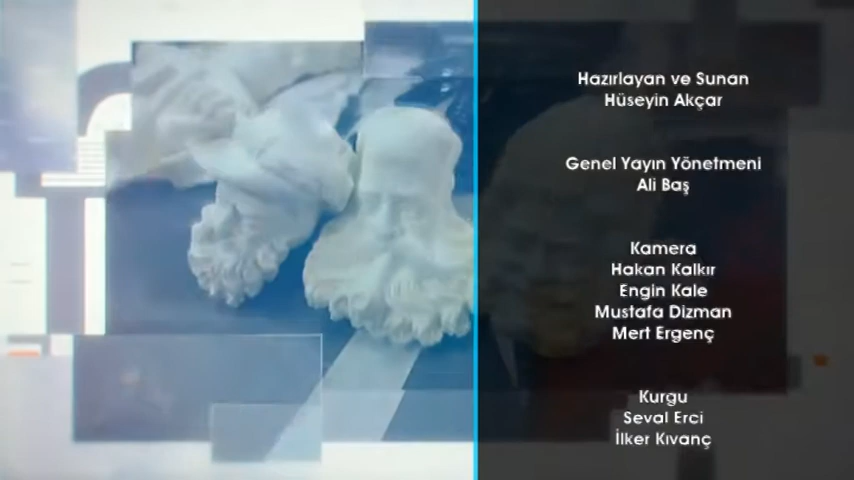 Hazırlayan ve Sunan
Hüseyin Akçar
Genel Yayın Yönetmeni
Ali Baş
Kamera
Hakan Kalkır
Engin Kale
Mustafa Dizman
Mert Ergenç
Kurgu
Seval Erci
İlker Kıvanç